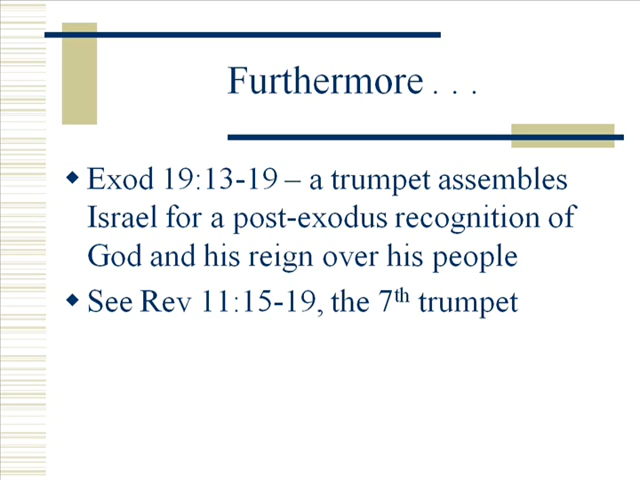 Furthermore . . .
◆ Exod 19:13-19 – a trumpet assembles
Israel for a post-exodus recognition of
God and his reign over his people
◆ See Rev 11:15-19, the 7th trumpet